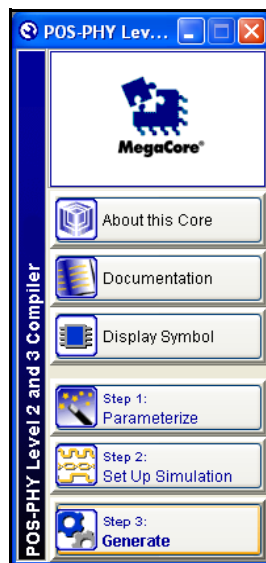 POS-PHY Lev...
MegaCore®
About this Core
Documentation
Display Symbol
Step 1:
Parameterize
Step 2:
Set Up Simulation
Step 3:
Generate
POS-PHY Level 2 and 3 Compiler